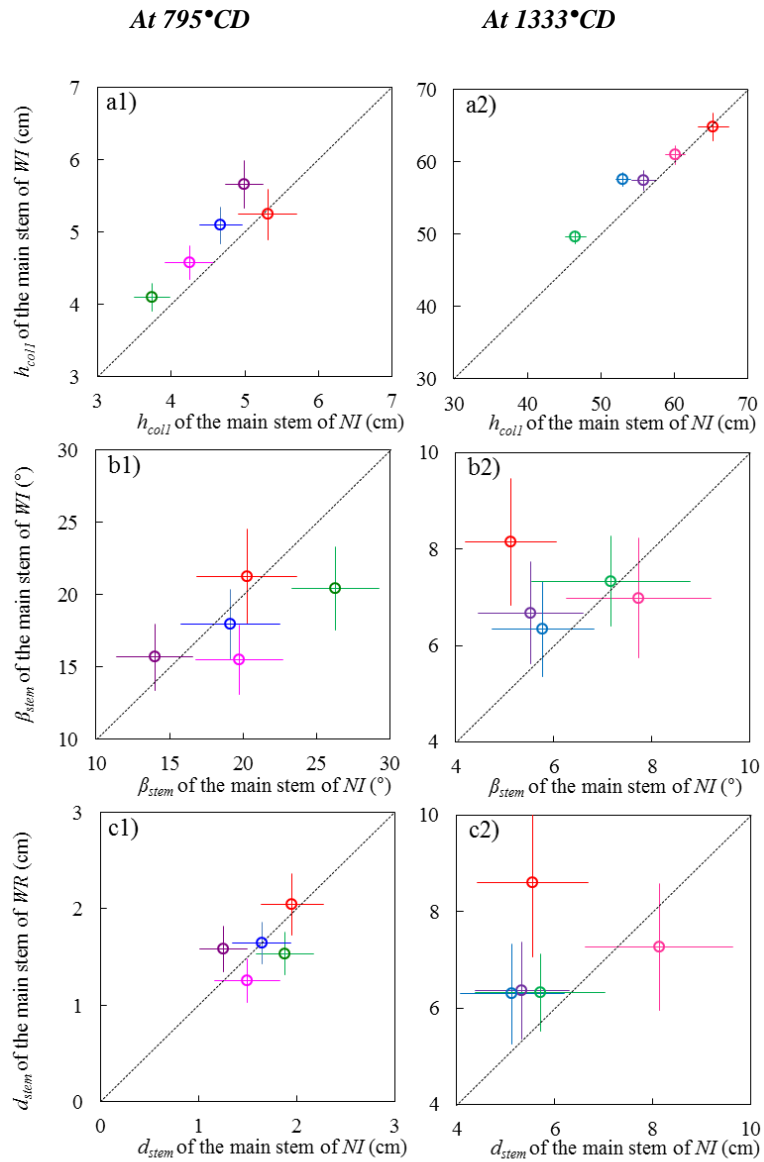 At 795°CD At 1333°CD
a1) a2)
7 6 5 4 3
70 60 50 40 30
h_col1 of the main stem of WI (cm)
3 4 5 6 7
30 40 50 60 70
h_col1 of the main stem of NI (cm) h_col1 of the main stem of NI (cm)
b1) b2)
30 25 20 15 10
10 8 6 4
β_stem of the main stem of WI (°)
10 15 20 25 30
4 6 8 10
β_stem of the main stem of NI (°) β_stem of the main stem of NI (°)
c1) c2)
3 2 1 0
10 8 6 4
d_stem of the main stem of WR (cm)
0 1 2 3
4 6 8 10
d_stem of the main stem of NI (cm) d_stem of the main stem of NI (cm)